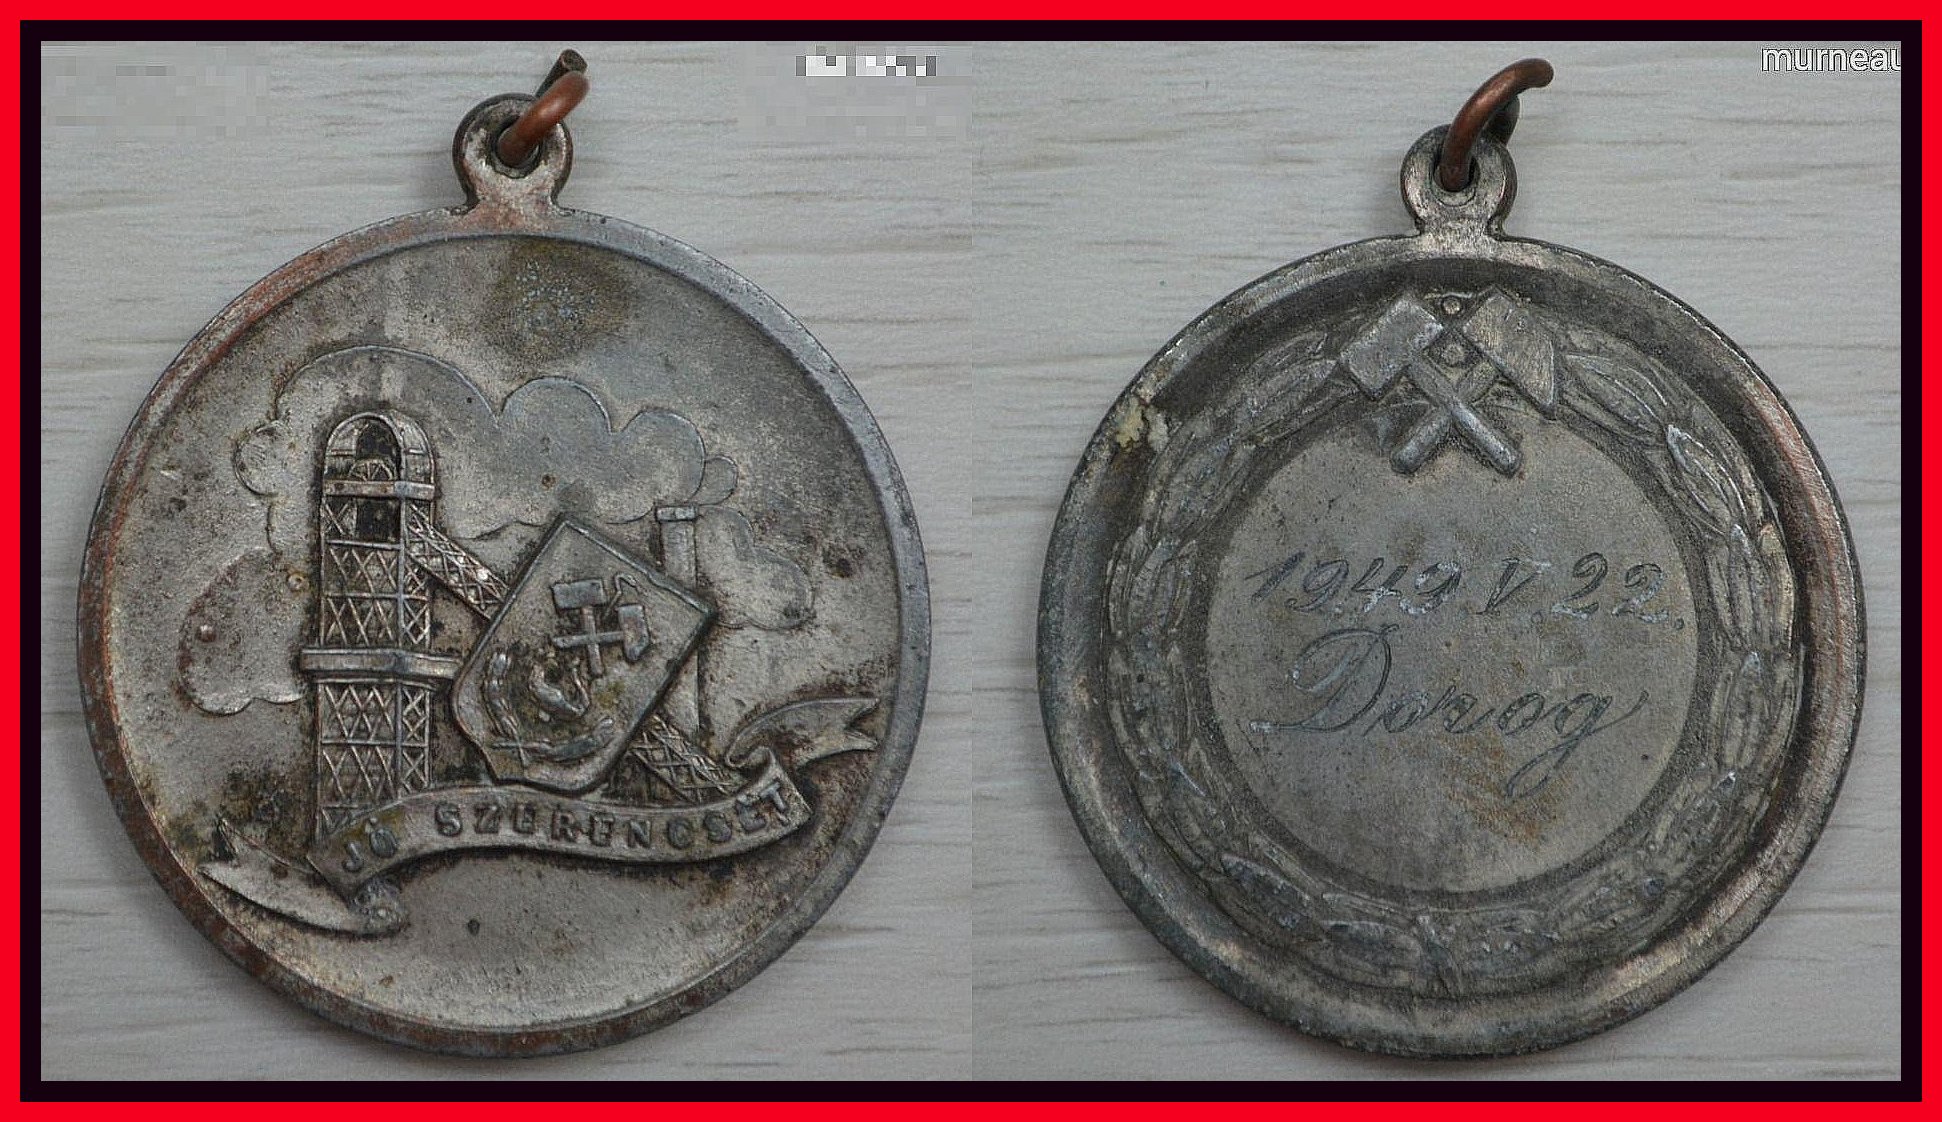 JÓ SZERENCSÉT
murneau
1949.V.22.
Dorog